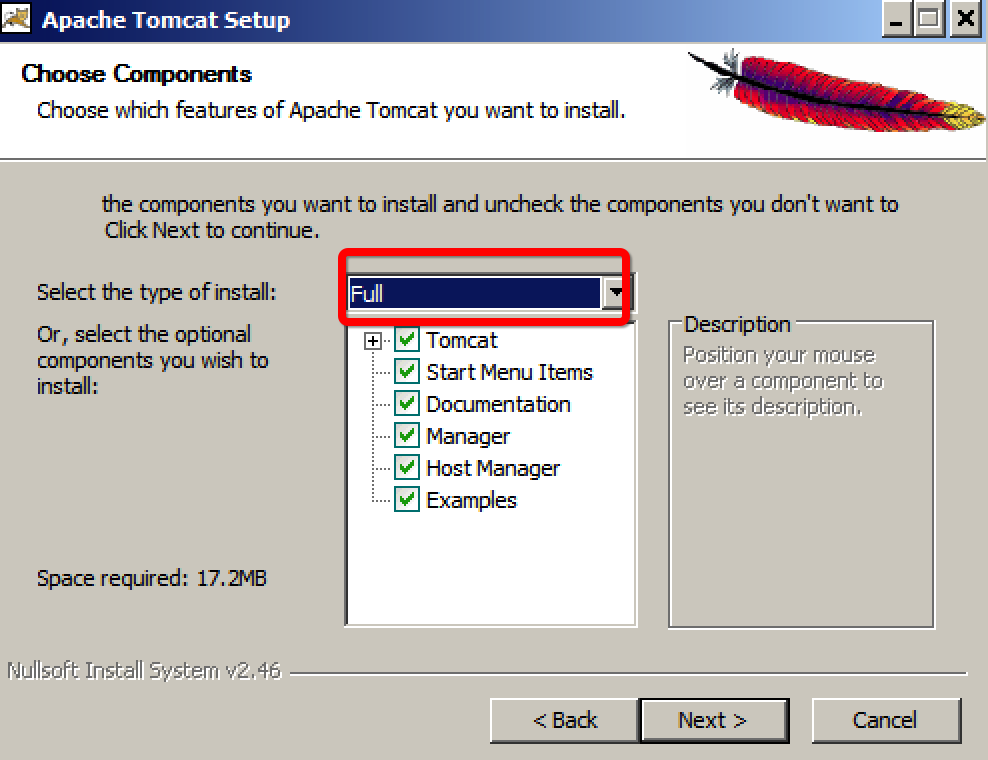 Apache Tomcat Setup
Choose Components
Choose which features of Apache Tomcat you want to install.
the components you want to install and uncheck the components you don't want to
Click Next to continue.
Select the type of install:
Full
Or, select the optional
components you wish to
install:
Tomcat
Start Menu Items
Documentation
Manager
Host Manager
Examples
Description
Position your mouse
over a component to
see its description.
Space required: 17.2MB
Nullsoft Install System v2.46
< Back
Next >
Cancel